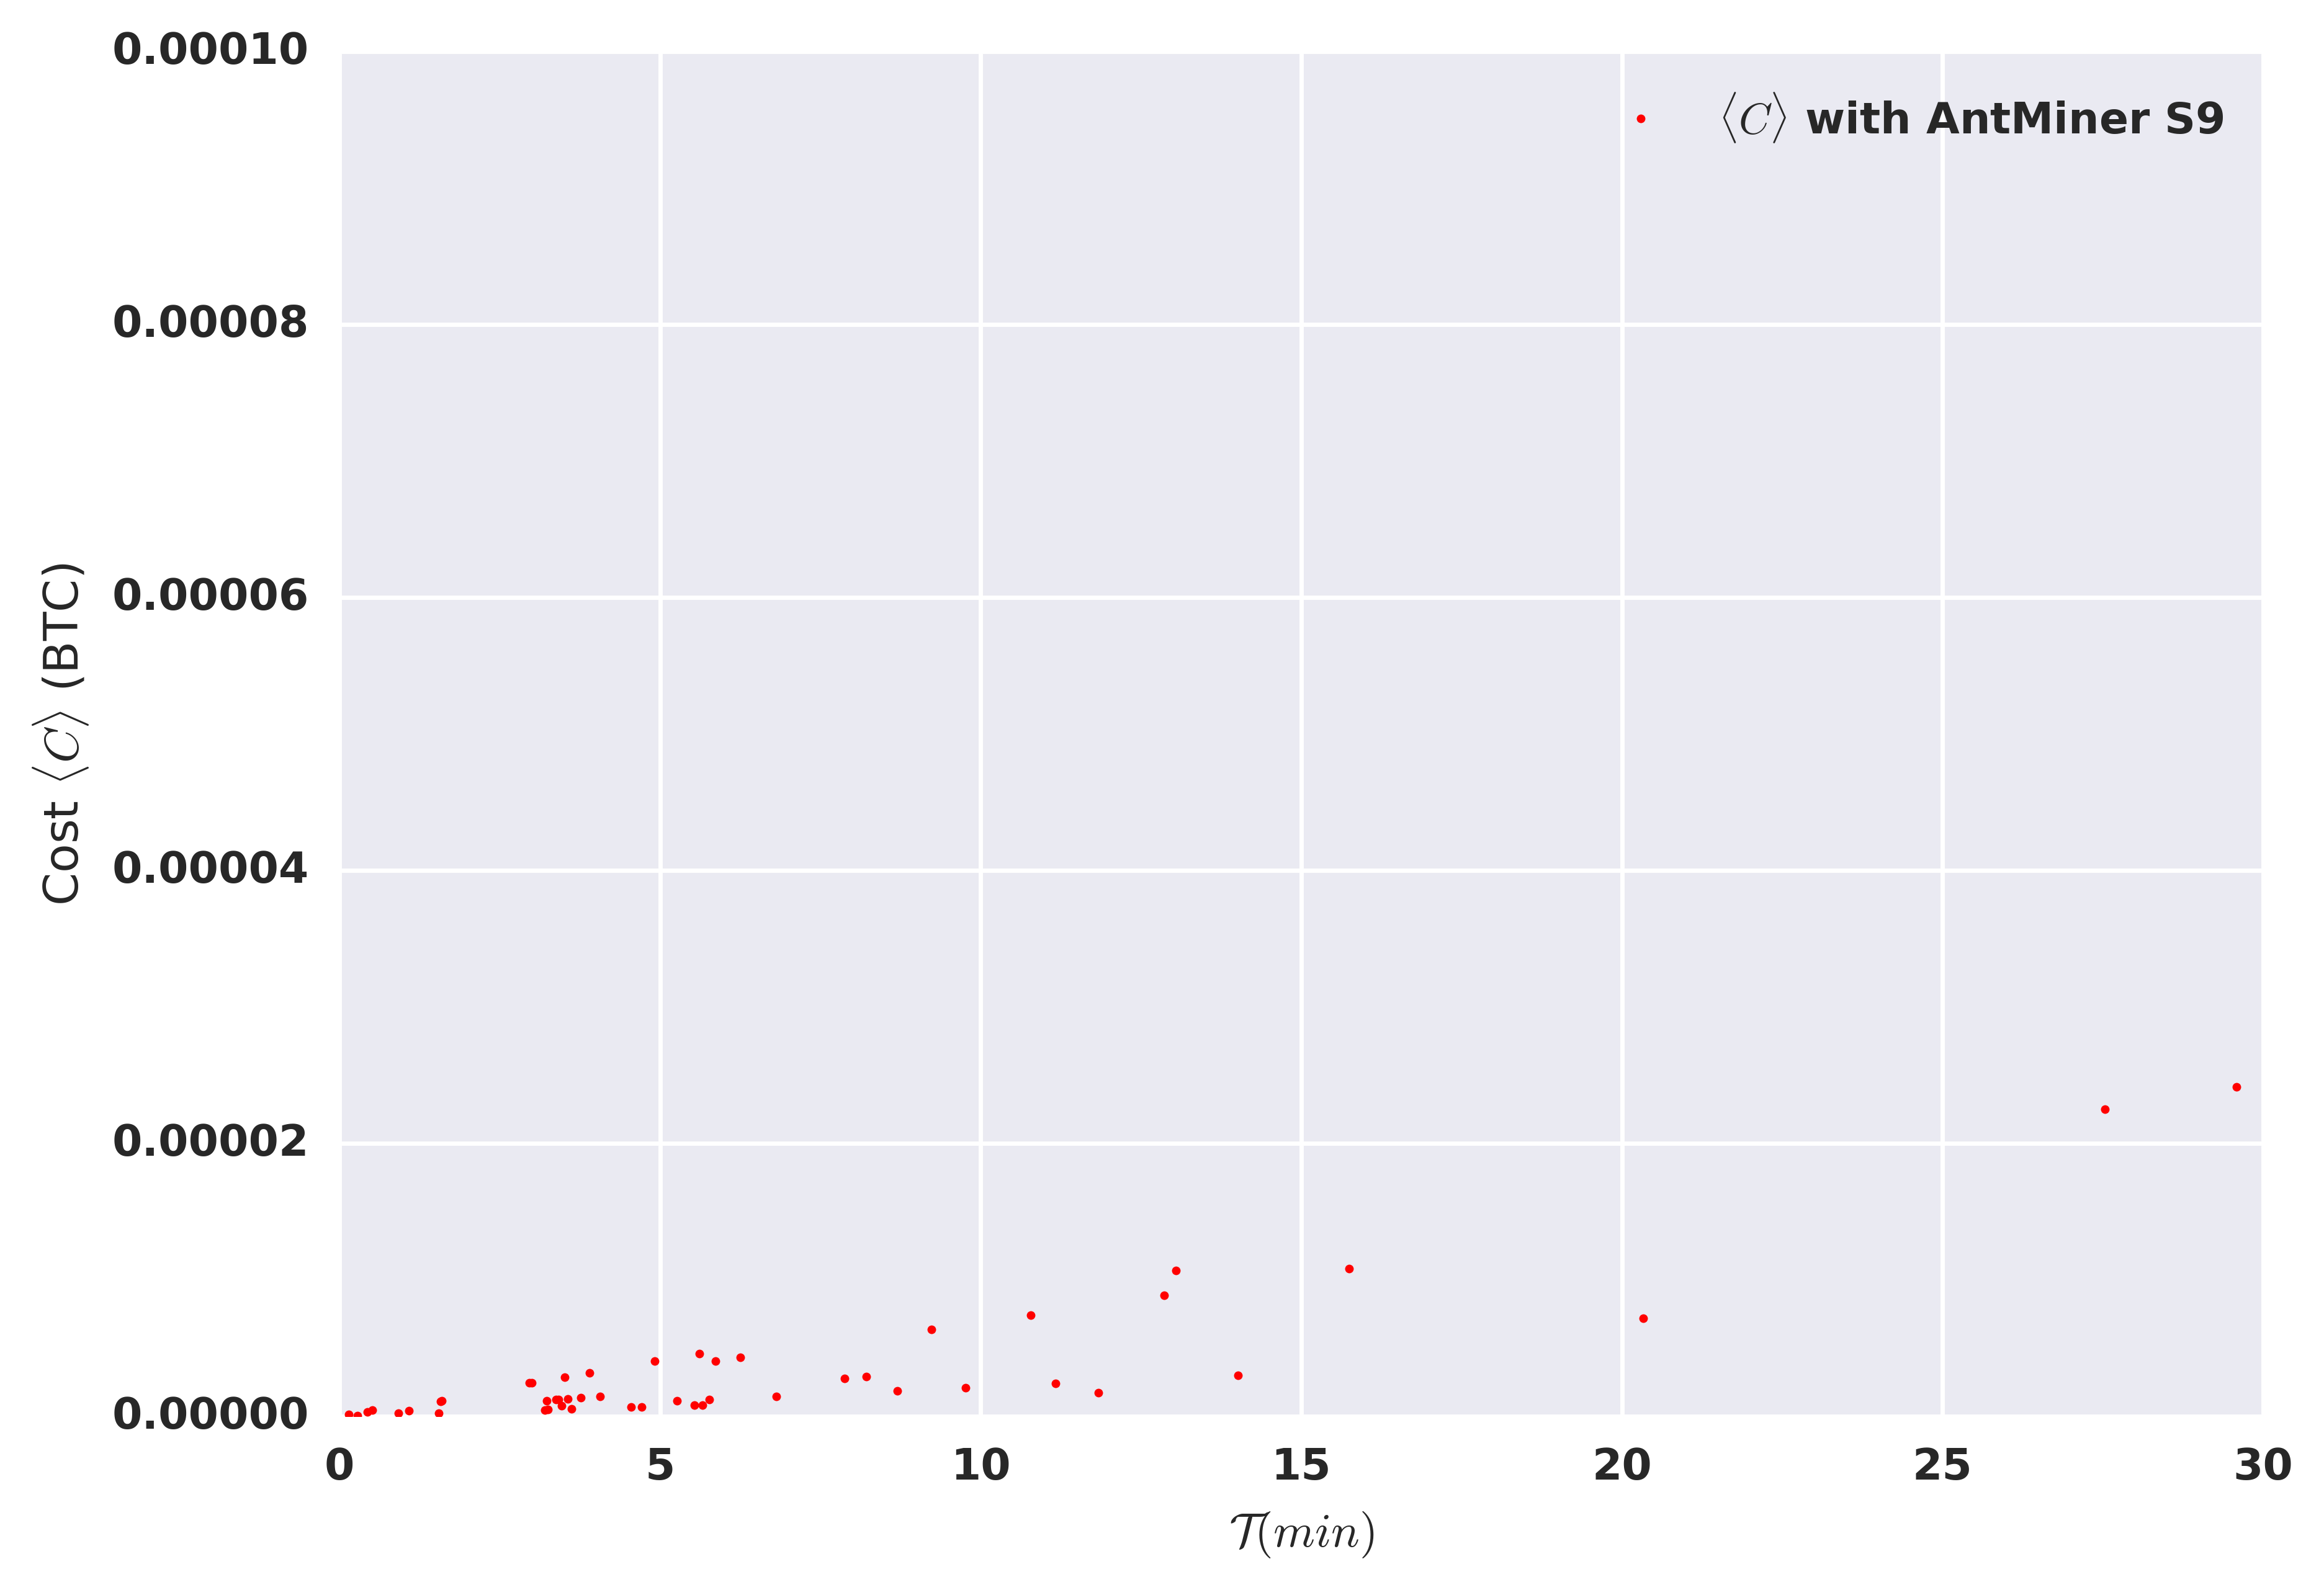 0.00010
⟨C⟩ with AntMiner S9
0.00008
0.00006
0.00004
0.00002
0.00000
Cost ⟨C⟩ (BTC)
0 5 10 15 20 25 30
𝒯(min)